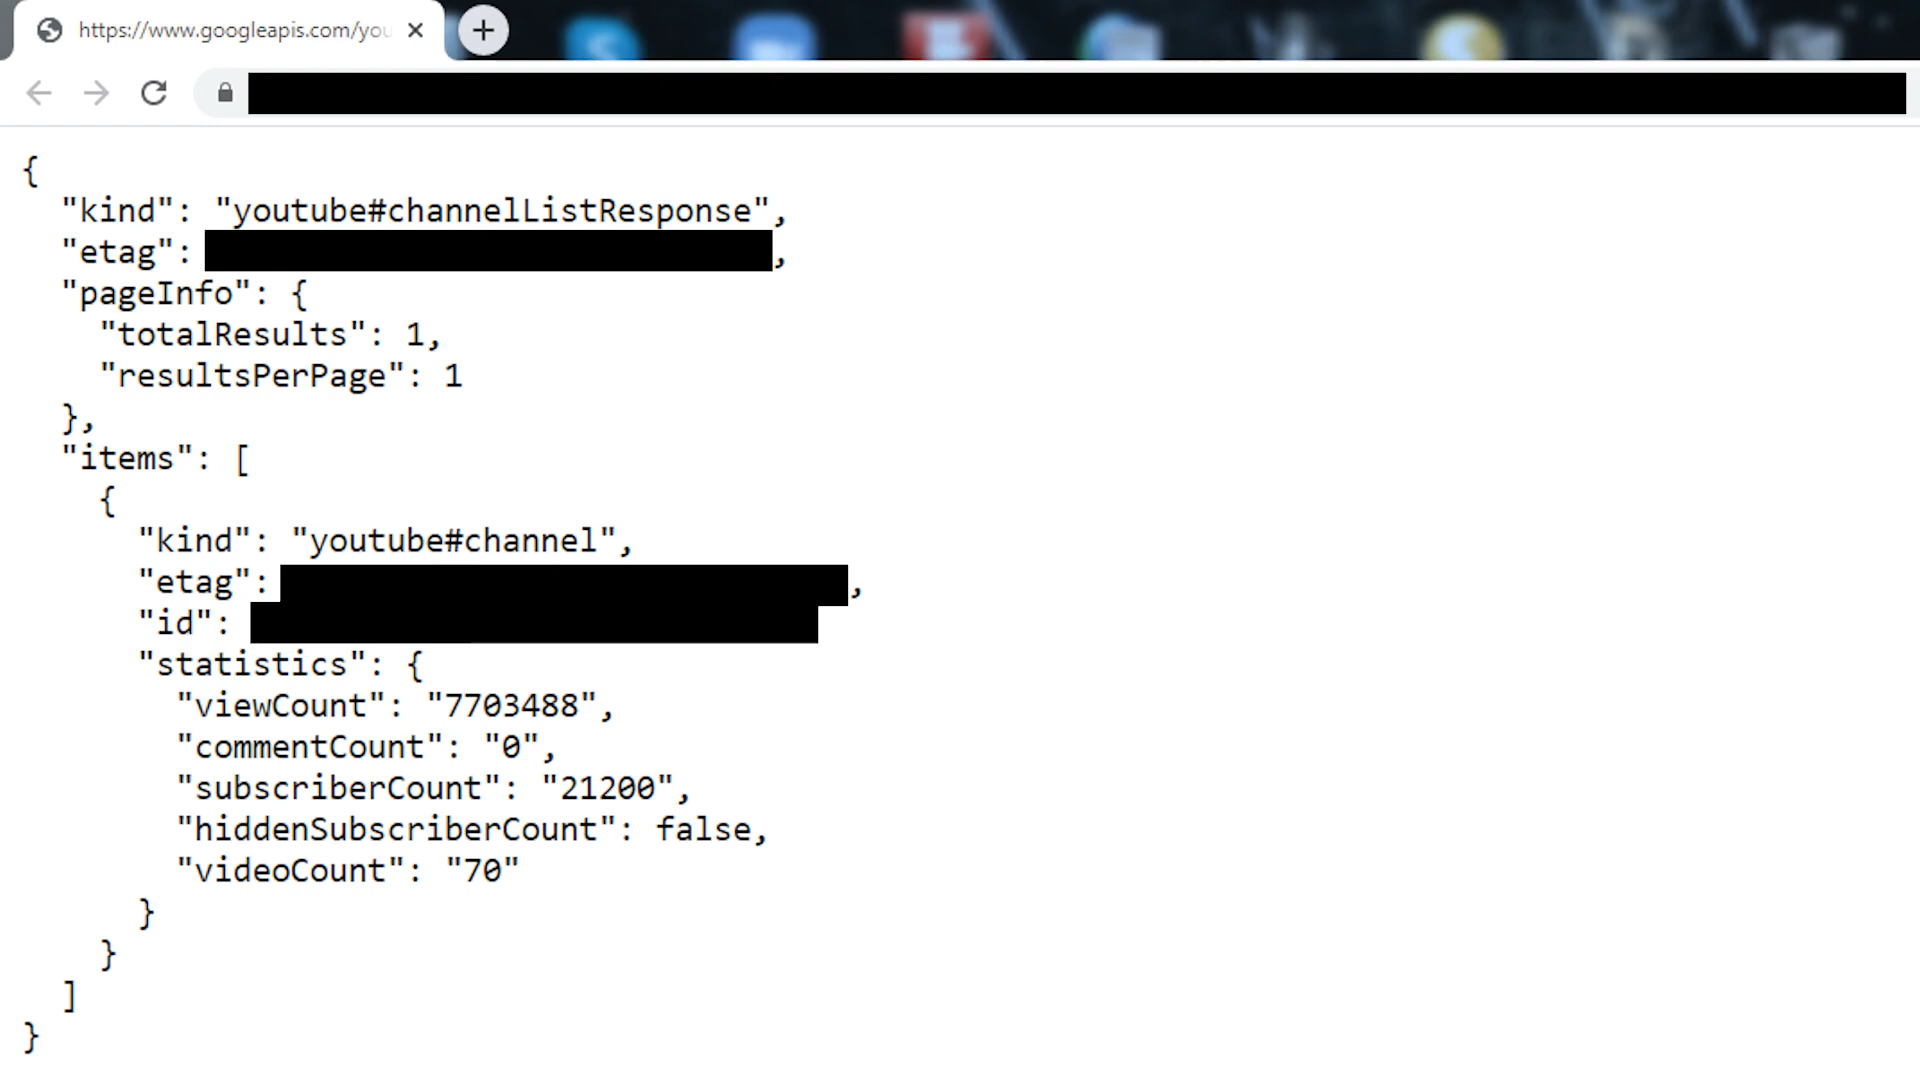 https://www.googleapis.com/you
{
"kind": "youtube#channelListResponse",
"etag": ,
"pageInfo": {
"totalResults": 1,
"resultsPerPage": 1
},
"items": [
{
"kind": "youtube#channel",
"etag": ,
"id":
"statistics": {
"viewCount": "7703488",
"commentCount": "0",
"subscriberCount": "21200",
"hiddenSubscriberCount": false,
"videoCount": "70"
}
}
]
}